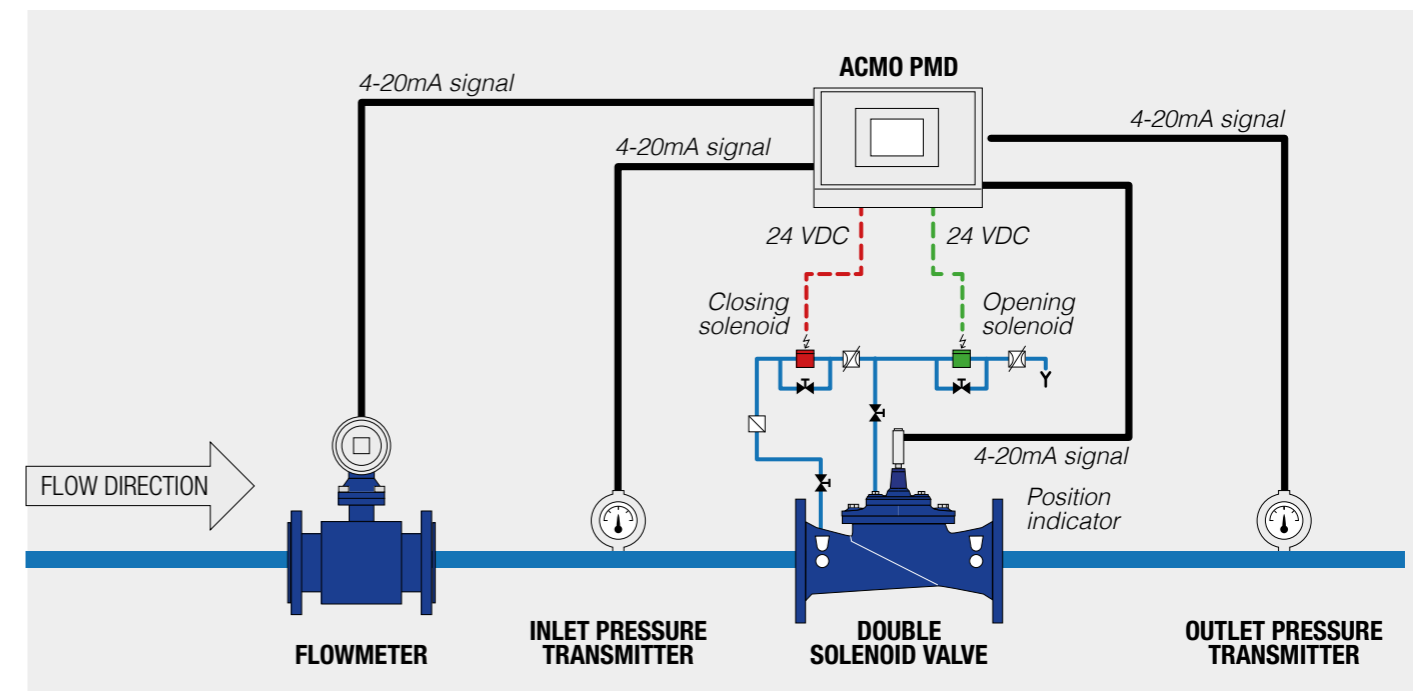 ACMO PMD
4-20mA signal
4-20mA signal
4-20mA signal
24 VDC
24 VDC
Closing
solenoid
Opening
solenoid
4-20mA signal
FLOW DIRECTION
Position
indicator
FLOWMETER
INLET PRESSURE
TRANSMITTER
DOUBLE
SOLENOID VALVE
OUTLET PRESSURE
TRANSMITTER